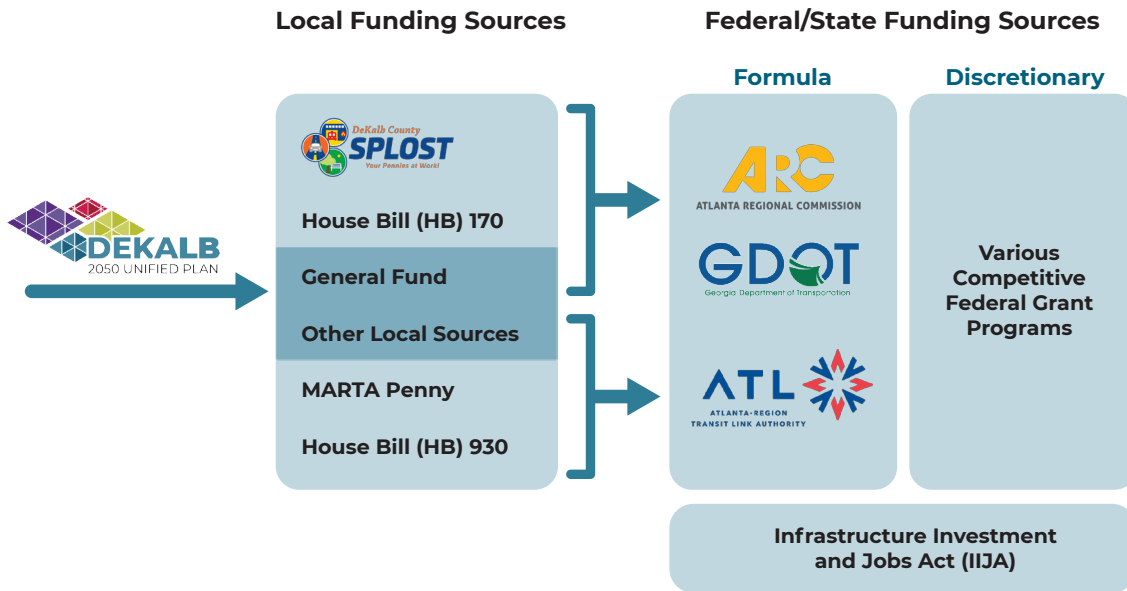 Local Funding Sources
Federal/State Funding Sources
Formula
Discretionary
DeKalb County
SPLOST
Your Pennies at Work!
House Bill (HB) 170
General Fund
Other Local Sources
MARTA Penny
House Bill (HB) 930
DEKALB
2050 UNIFIED PLAN
ARC
ATLANTA REGIONAL COMMISSION
GDOT
Georgia Department of Transportation
ATL
ATLANTA-REGION
TRANSIT LINK AUTHORITY
Various
Competitive
Federal Grant
Programs
Infrastructure Investment
and Jobs Act (IIJA)